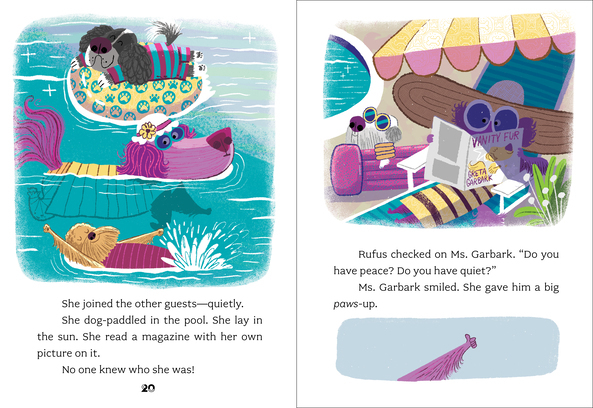 She joined the other guests—quietly.
She dog-paddled in the pool. She lay in
the sun. She read a magazine with her own
picture on it.
No one knew who she was!
20
VANITY FUR
GRETA
GARBARK
Rufus checked on Ms. Garbark. “Do you
have peace? Do you have quiet?”
Ms. Garbark smiled. She gave him a big
paws-up.